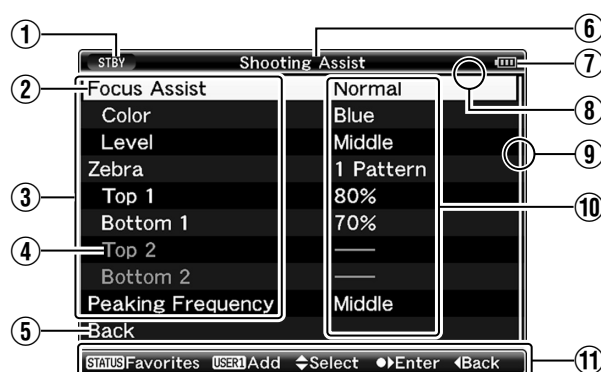 ① ⑥
STBY Shooting Assist ⑦
② Focus Assist Normal ⑧
Color Blue
Level Middle ⑨
Zebra 1 Pattern
③ Top 1 80% ⑩
Bottom 1 70%
④ Top 2 ——
Bottom 2 ——
Peaking Frequency Middle
⑤ Back
STATUS Favorites USER1 Add Select Enter Back ⑪